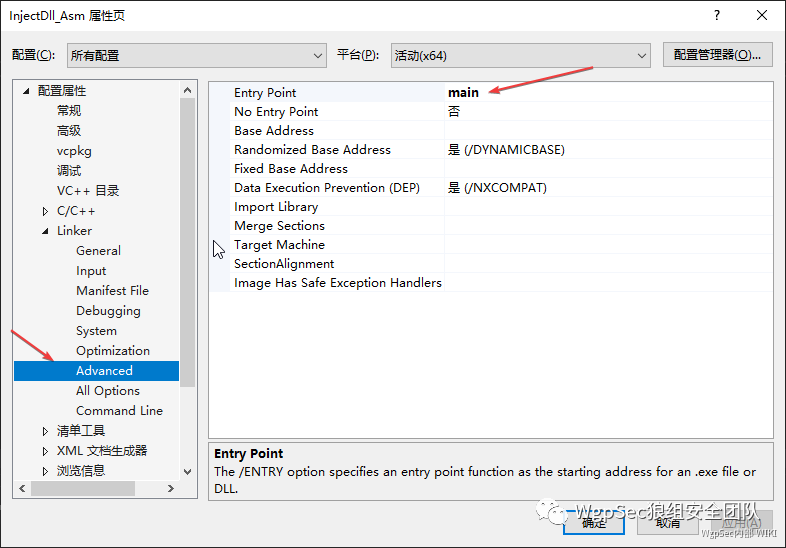 InjectDll_Asm 属性页
?
配置(C): 所有配置 平台(P): 活动(x64) 配置管理器(O)...
配置属性
常规
高级
vcpkg
调试
VC++ 目录
C/C++
Linker
General
Input
Manifest File
Debugging
System
Optimization
Advanced
All Options
Command Line
清单工具
XML 文档生成器
浏览信息
Entry Point main
No Entry Point 否
Base Address
Randomized Base Address 是 (/DYNAMICBASE)
Fixed Base Address
Data Execution Prevention (DEP) 是 (/NXCOMPAT)
Import Library
Merge Sections
Target Machine
SectionAlignment
Image Has Safe Exception Handlers
Entry Point
The /ENTRY option specifies an entry point function as the starting address for an .exe file or
DLL.
WgpSec狼组安全团队
确定 取消 应用(A)
WgpSec内部 WIKI